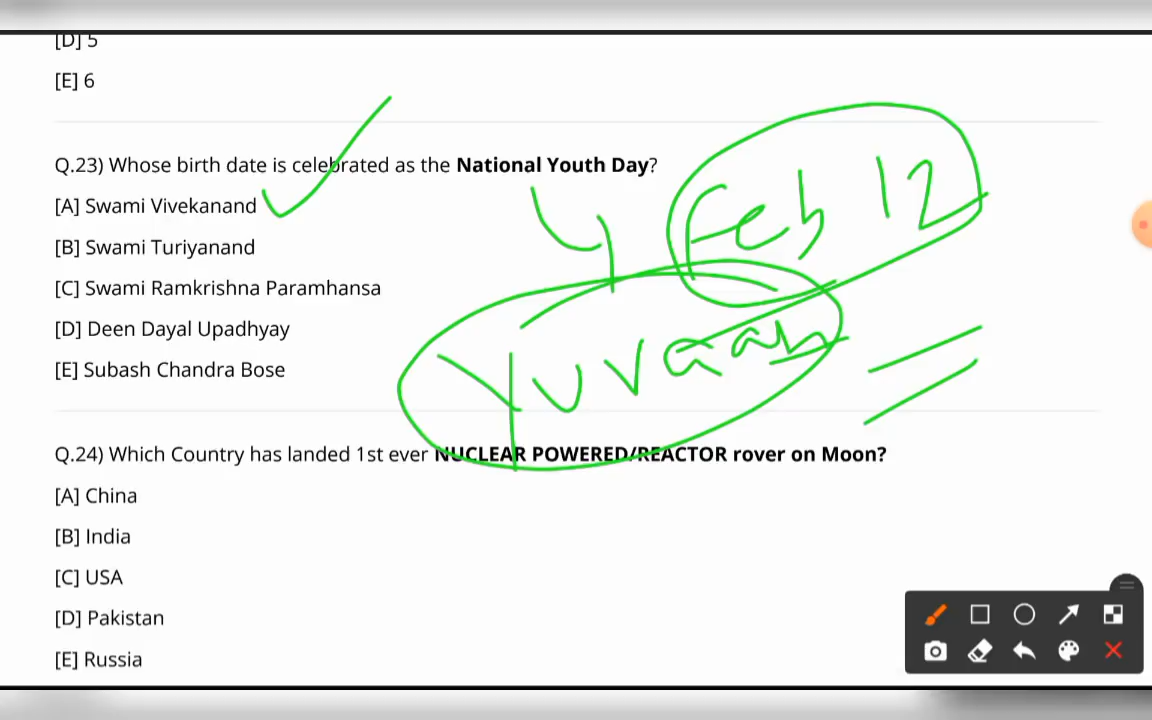 [D] 5
[E] 6
Q.23) Whose birth date is celebrated as the National Youth Day?
[A] Swami Vivekanand
[B] Swami Turiyanand
[C] Swami Ramkrishna Paramhansa
[D] Deen Dayal Upadhyay
[E] Subash Chandra Bose
Feb 12
Yuvaah
Q.24) Which Country has landed 1st ever NUCLEAR POWERED/REACTOR rover on Moon?
[A] China
[B] India
[C] USA
[D] Pakistan
[E] Russia